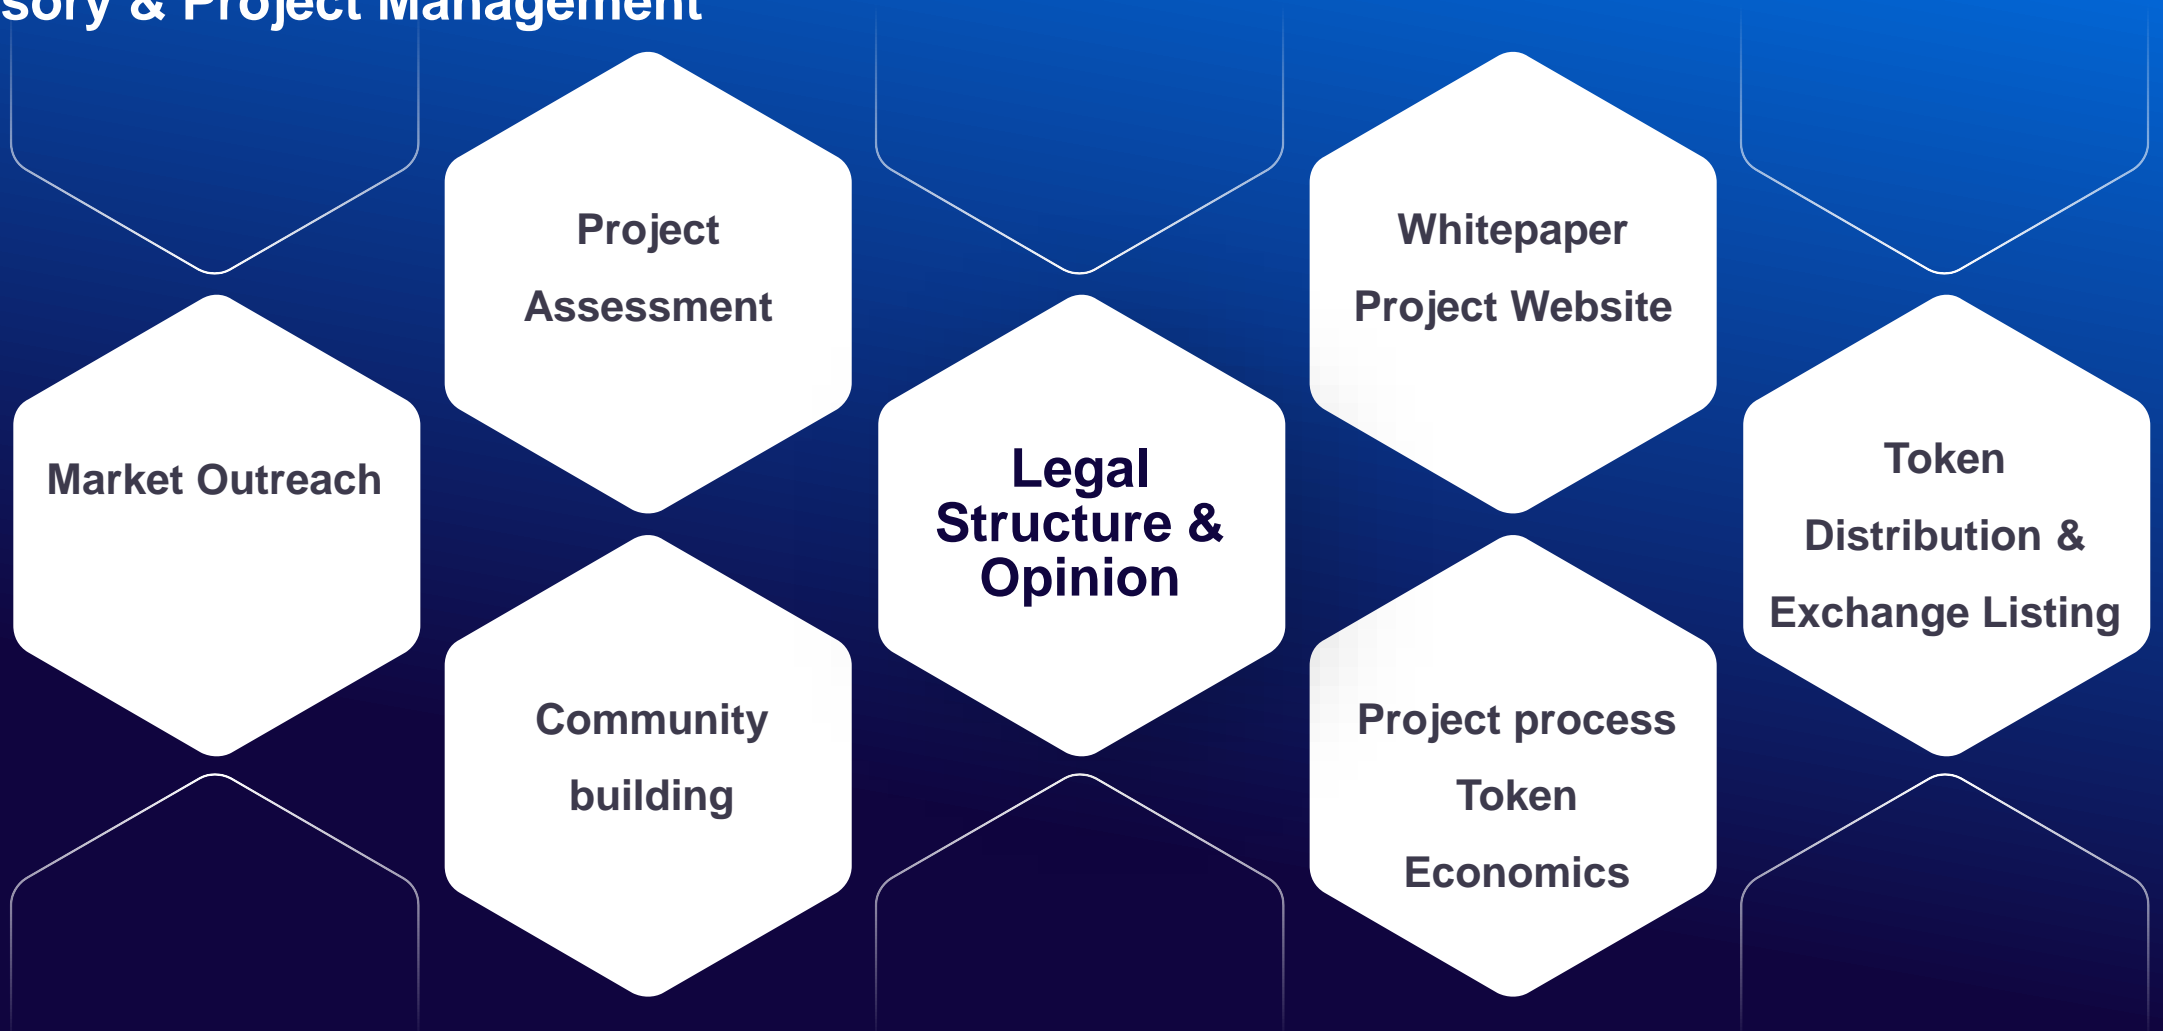 & Project Management
Project
Assessment
Whitepaper
Project Website
Market Outreach
Legal
Structure &
Opinion
Token
Distribution &
Exchange Listing
Community
building
Project process
Token
Economics